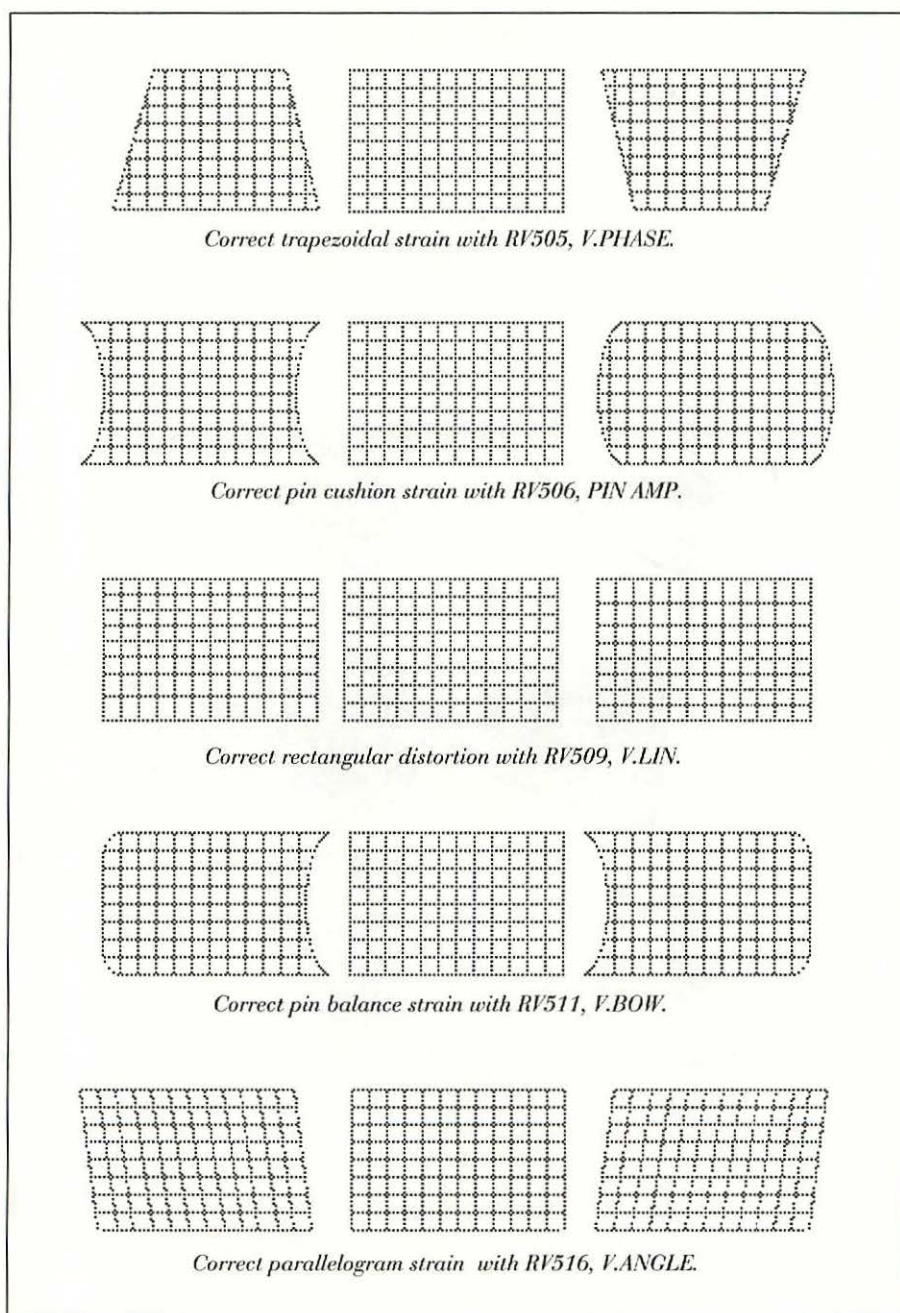 Correct trapezoidal strain with RV505, V.PHASE.
Correct pin cushion strain with RV506, PIN AMP.
Correct rectangular distortion with RV509, V.LIN.
Correct pin balance strain with RV511, V.BOW.
Correct parallelogram strain with RV516, V.ANGLE.